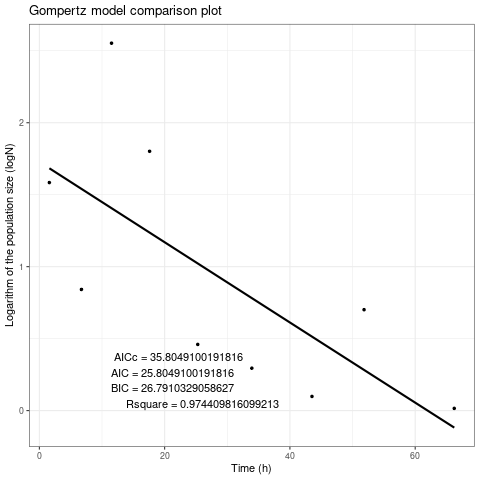 Gompertz model comparison plot
Logarithm of the population size (logN)
2
1
0
AICc = 35.8049100191816
AIC = 25.8049100191816
BIC = 26.7910329058627
Rsquare = 0.974409816099213
0 20 40 60
Time (h)